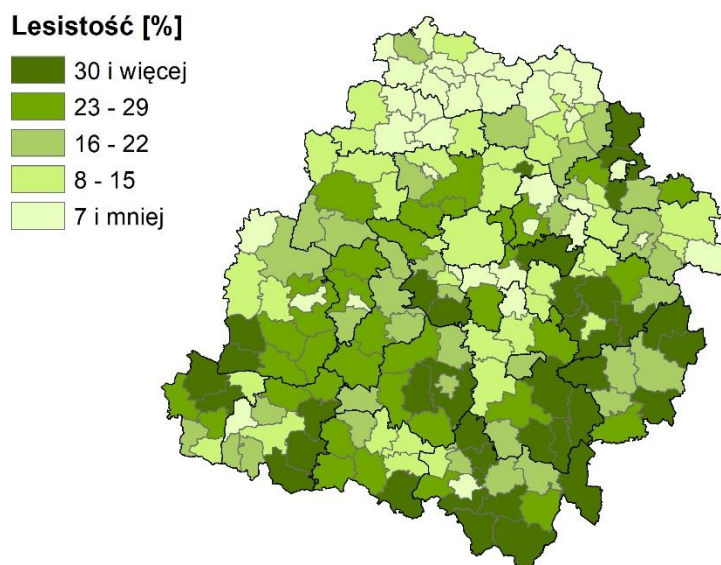 Lesistość [%]
30 i więcej
23 - 29
16 - 22
8 - 15
7 i mniej